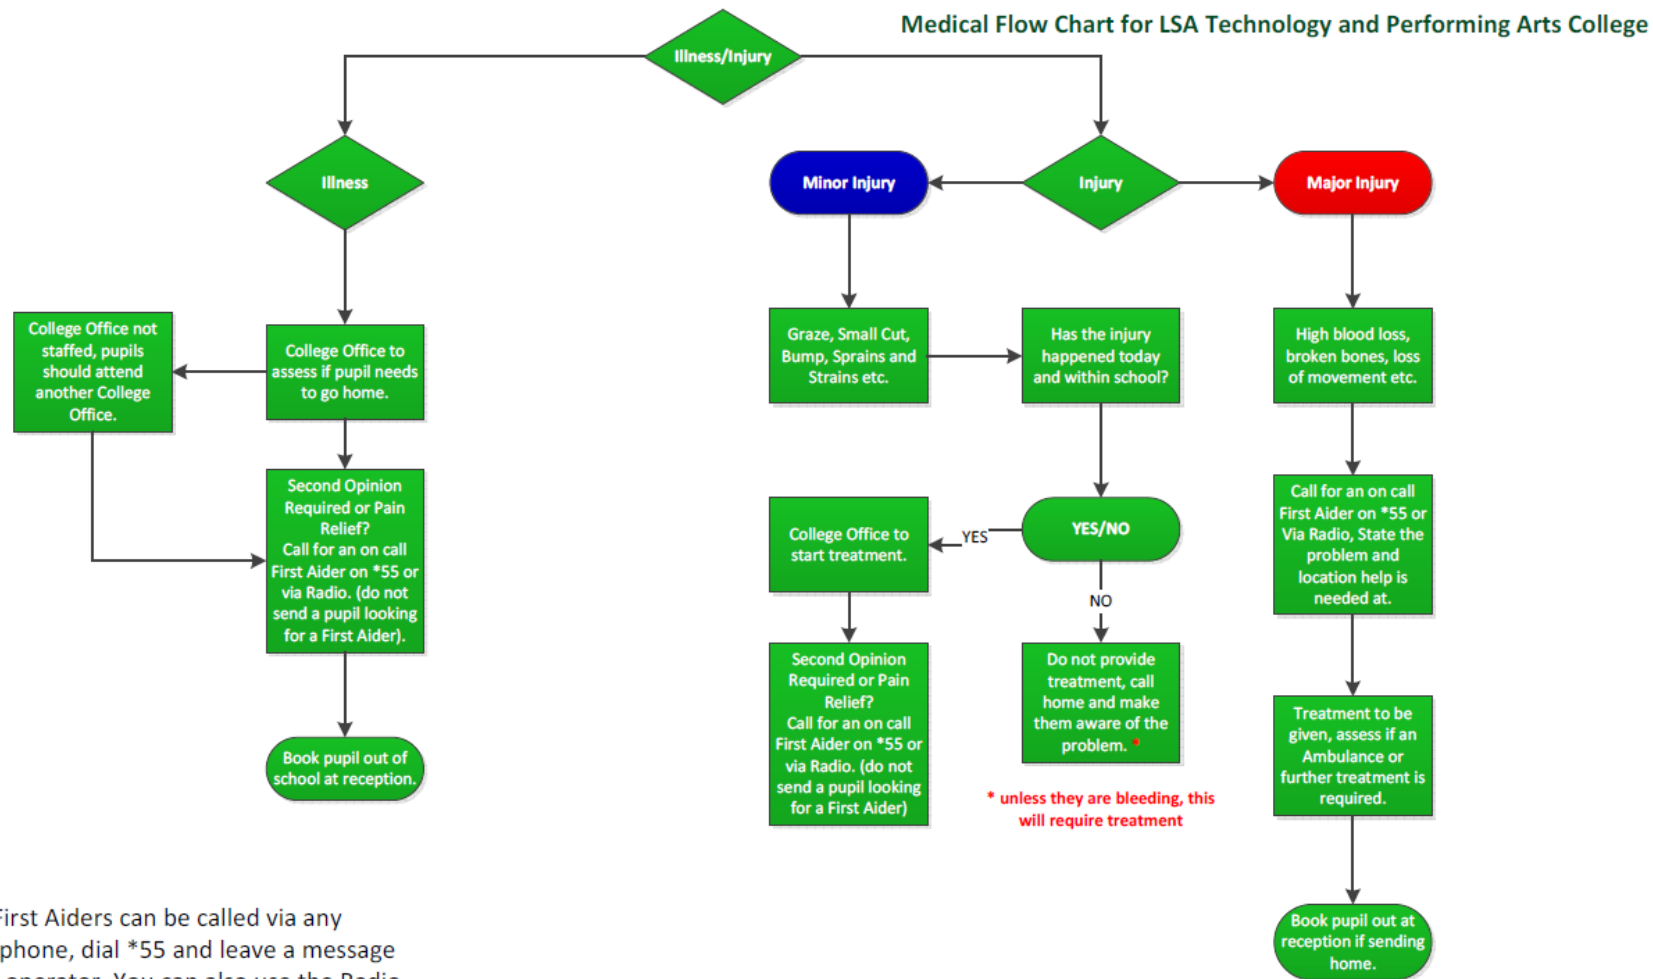 Medical Flow Chart for LSA Technology and Performing Arts College
Illness/Injury
Illness
Minor Injury
Injury
Major Injury
College Office not
staffed, pupils
should attend
another College
Office.
College Office to
assess if pupil needs
to go home.
Graze, Small Cut,
Bump, Sprains and
Strains etc.
Has the injury
happened today
and within school?
High blood loss,
broken bones, loss
of movement etc.
Second Opinion
Required or Pain
Relief?
Call for an on call
First Aider on *55 or
via Radio. (do not
send a pupil looking
for a First Aider).
College Office to
start treatment.
YES
YES/NO
NO
Call for an on call
First Aider on *55 or
Via Radio, State the
problem and
location help is
needed at.
Second Opinion
Required or Pain
Relief?
Call for an on call
First Aider on *55 or
via Radio. (do not
send a pupil looking
for a First Aider)
Do not provide
treatment, call
home and make
them aware of the
problem. *
* unless they are bleeding, this
will require treatment
Treatment to be
given, assess if an
Ambulance or
further treatment is
required.
Book pupil out of
school at reception.
Book pupil out at
reception if sending
home.
First Aiders can be called via any
phone, dial *55 and leave a message
operator. You can also use the Radio